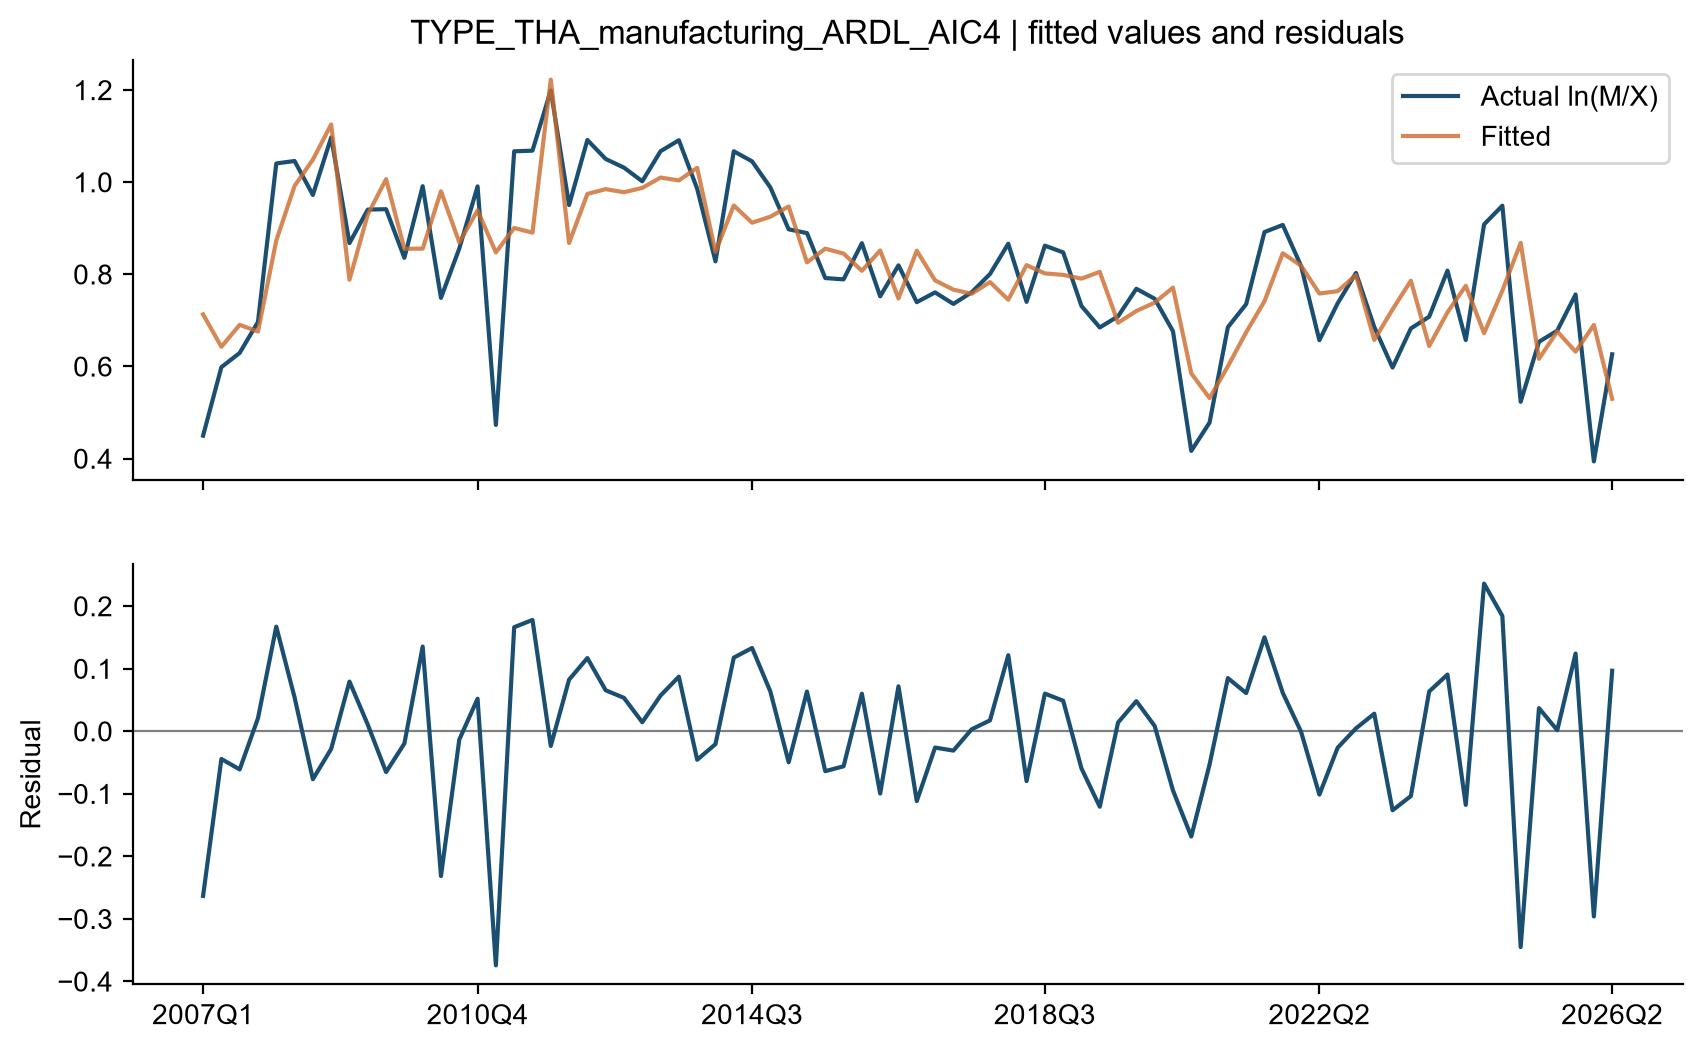 TYPE_THA_manufacturing_ARDL_AIC4 | fitted values and residuals
1.2
1.0
0.8
0.6
0.4
Actual ln(M/X)
Fitted
Residual
0.2
0.1
0.0
−0.1
−0.2
−0.3
−0.4
2007Q1 2010Q4 2014Q3 2018Q3 2022Q2 2026Q2